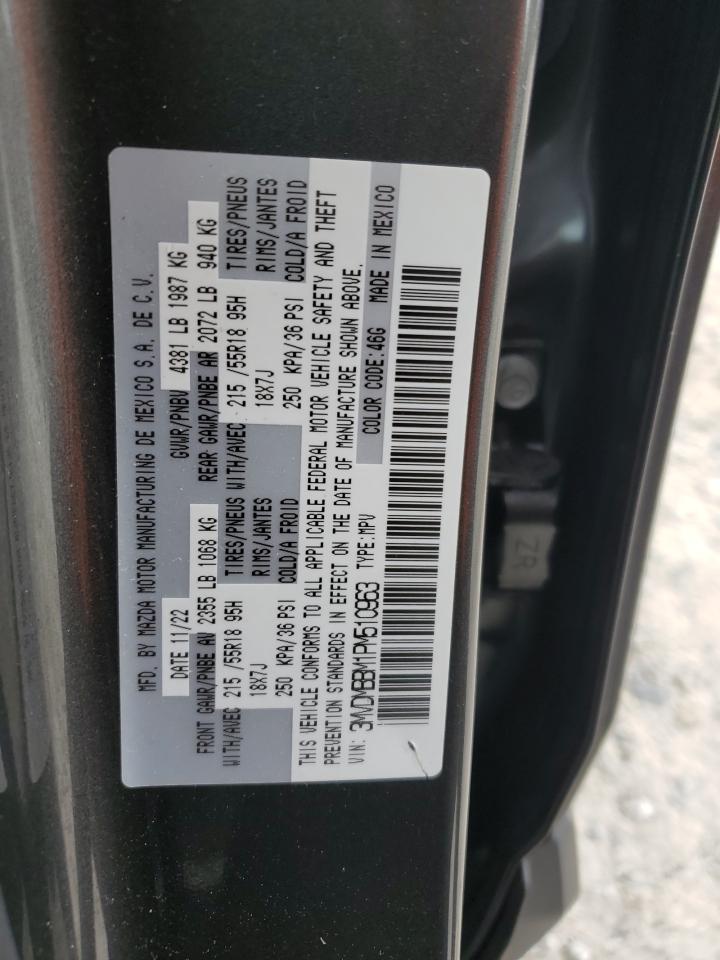 MFD. BY MAZDA MOTOR MANUFACTURING DE MEXICO S.A. DE C.V.
DATE 11/22 GVWR/PNBV 4381 LB 1987 KG
FRONT GAWR/PNBE AV 2355 LB 1068 KG REAR GAWR/PNBE AR 2072 LB 940 KG
WITH/AVEC 215 /55R18 95H TIRES/PNEUS WITH/AVEC 215 /55R18 95H TIRES/PNEUS
18X7J RIMS/JANTES 18X7J RIMS/JANTES
250 KPA/36 PSI COLD/A FROID 250 KPA/36 PSI COLD/A FROID
THIS VEHICLE CONFORMS TO ALL APPLICABLE FEDERAL MOTOR VEHICLE SAFETY AND THEFT
PREVENTION STANDARDS IN EFFECT ON THE DATE OF MANUFACTURE SHOWN ABOVE.
VIN: 3MVDMBBM1PM510963 TYPE:MPV COLOR CODE:46G MADE IN MEXICO
ZR